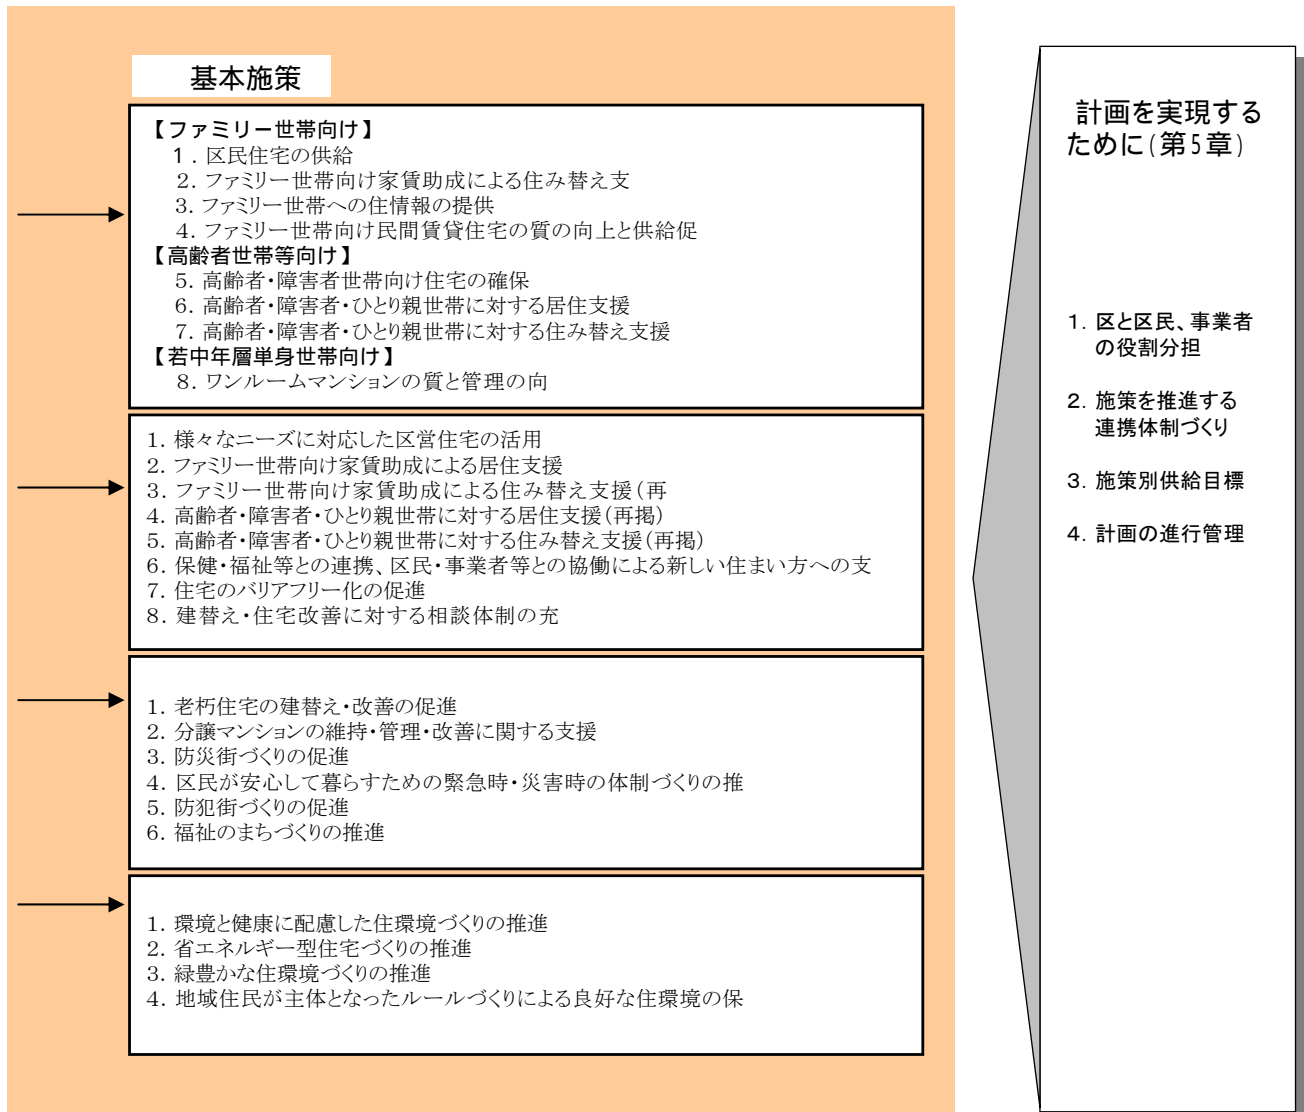 基本施策
【ファミリー世帯向け】
1. 区民住宅の供給
2. ファミリー世帯向け家賃助成による住み替え支
3. ファミリー世帯への住情報の提供
4. ファミリー世帯向け民間賃貸住宅の質の向上と供給促
【高齢者世帯等向け】
5. 高齢者・障害者世帯向け住宅の確保
6. 高齢者・障害者・ひとり親世帯に対する居住支援
7. 高齢者・障害者・ひとり親世帯に対する住み替え支援
【若中年層単身世帯向け】
8. ワンルームマンションの質と管理の向
1. 様々なニーズに対応した区営住宅の活用
2. ファミリー世帯向け家賃助成による居住支援
3. ファミリー世帯向け家賃助成による住み替え支援(再
4. 高齢者・障害者・ひとり親世帯に対する居住支援(再掲)
5. 高齢者・障害者・ひとり親世帯に対する住み替え支援(再掲)
6. 保健・福祉等との連携、区民・事業者等との協働による新しい住まい方への支
7. 住宅のバリアフリー化の促進
8. 建替え・住宅改善に対する相談体制の充
1. 老朽住宅の建替え・改善の促進
2. 分譲マンションの維持・管理・改善に関する支援
3. 防災街づくりの促進
4. 区民が安心して暮らすための緊急時・災害時の体制づくりの推
5. 防犯街づくりの促進
6. 福祉のまちづくりの推進
1. 環境と健康に配慮した住環境づくりの推進
2. 省エネルギー型住宅づくりの推進
3. 緑豊かな住環境づくりの推進
4. 地域住民が主体となったルールづくりによる良好な住環境の保
計画を実現する
ために(第5章)
1. 区と区民、事業者
の役割分担
2. 施策を推進する
連携体制づくり
3. 施策別供給目標
4. 計画の進行管理